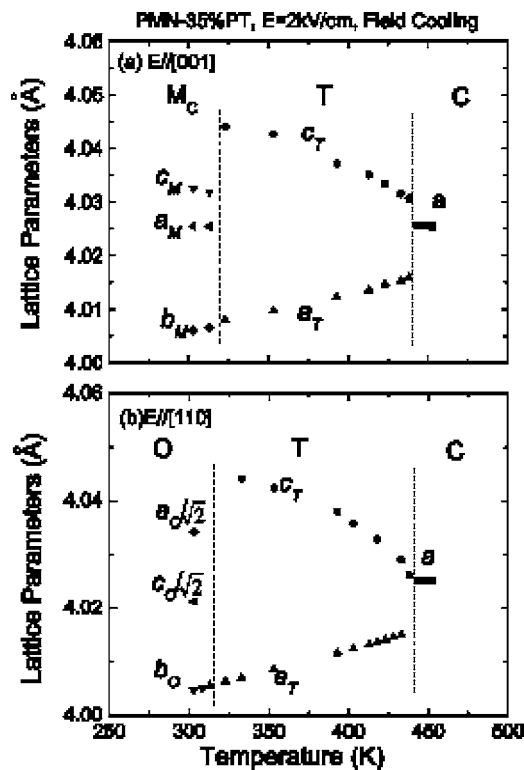 PMN-35%PT, E=2kV/cm, Field Cooling
4.06
(a) E//[001]
M_C T C
4.05
c_T
4.04
Lattice Parameters (Å)
c_M
4.03
a
a_M
4.02
4.01
b_M
a_T
4.00
4.06
(b)E//[110]
O T C
4.05
c_T
a_O/√2
4.04
Lattice Parameters (Å)
a
c_O/√2
4.02
b_O
a_T
4.00
250 300 350 400 450 500
Temperature (K)